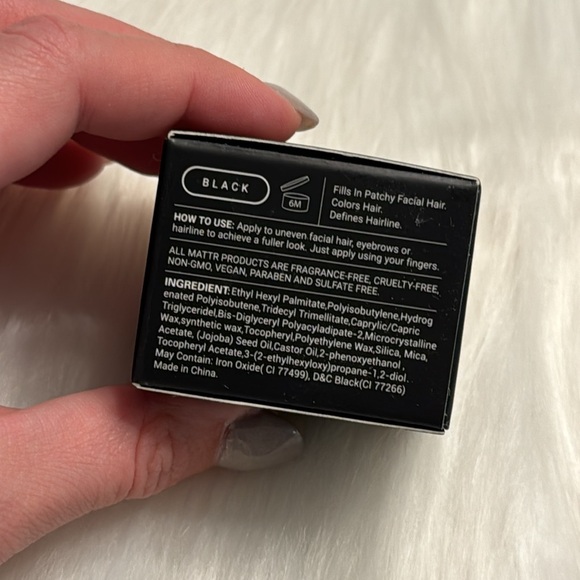 BLACK
6M
Fills In Patchy Facial Hair.
Colors Hair.
Defines Hairline.
HOW TO USE: Apply to uneven facial hair, eyebrows or
hairline to achieve a fuller look. Just apply using your fingers.
ALL MATTR PRODUCTS ARE FRAGRANCE-FREE, CRUELTY-FREE,
NON-GMO, VEGAN, PARABEN AND SULFATE FREE.
INGREDIENT: Ethyl Hexyl Palmitate,Polyisobutylene,Hydrog
enated Polyisobutene,Tridecyl Trimellitate,Caprylic/Capric
Triglyceridel,Bis-Diglyceryl Polyacyladipate-2,Microcrystalline
Wax,synthetic wax,Tocopheryl,Polyethylene Wax,Silica, Mica,
Acetate, (Jojoba) Seed Oil,Castor Oil,2-phenoxyethanol ,
Tocopheryl Acetate,3-(2-ethylhexyloxy)propane-1,2-diol.
May Contain: Iron Oxide( CI 77499), D&C Black(CI 77266)
Made in China.